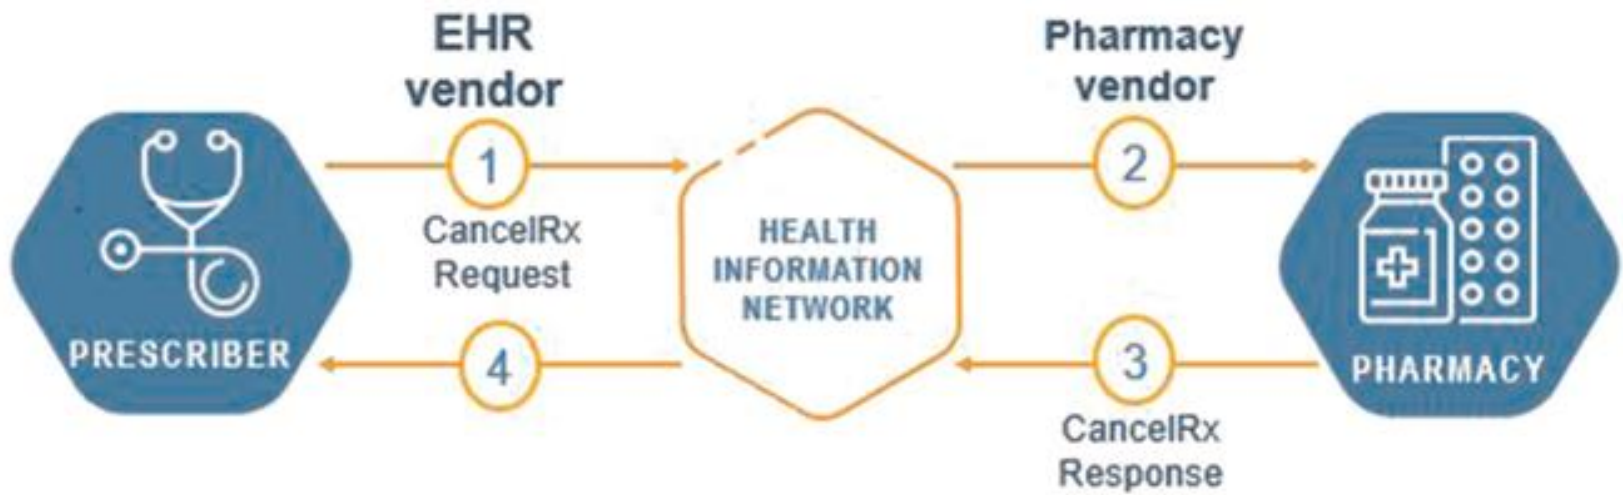 EHR
vendor
Pharmacy
vendor
1
2
CancelRx
Request
HEALTH
INFORMATION
NETWORK
PRESCRIBER
4
3
PHARMACY
CancelRx
Response